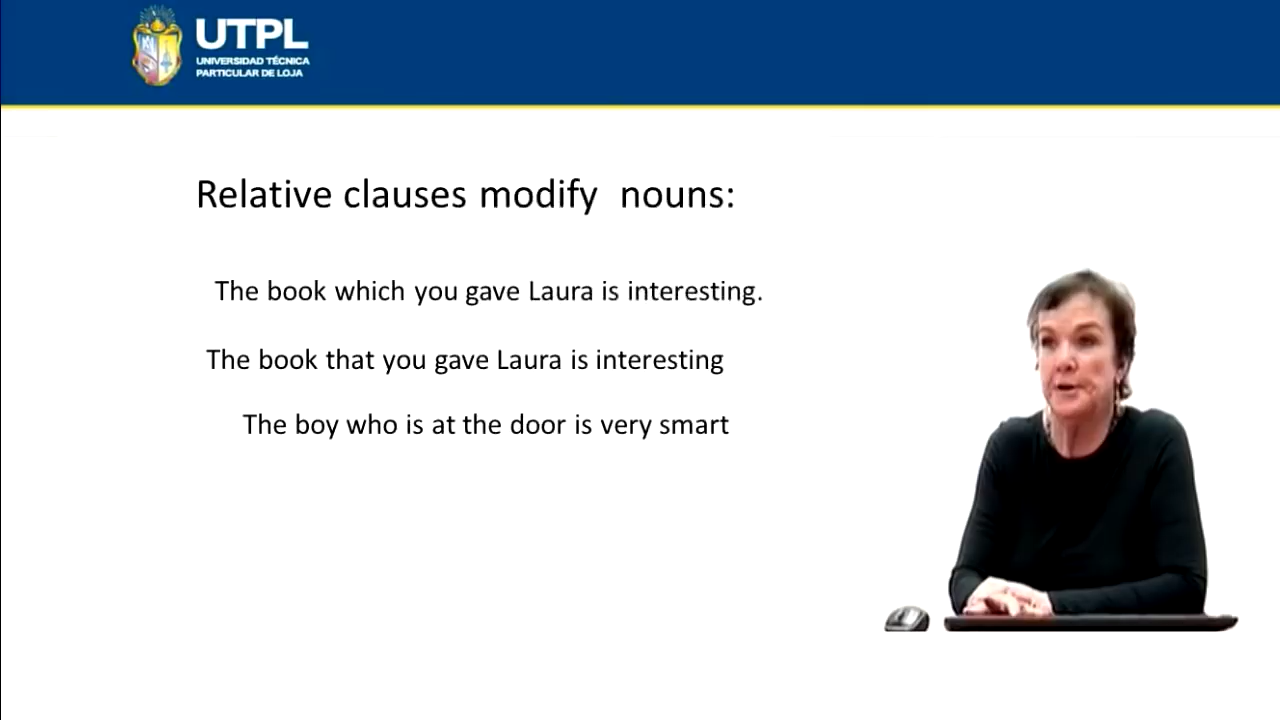 UTPL
UNIVERSIDAD TÉCNICA
PARTICULAR DE LOJA
Relative clauses modify nouns:
The book which you gave Laura is interesting.
The book that you gave Laura is interesting
The boy who is at the door is very smart